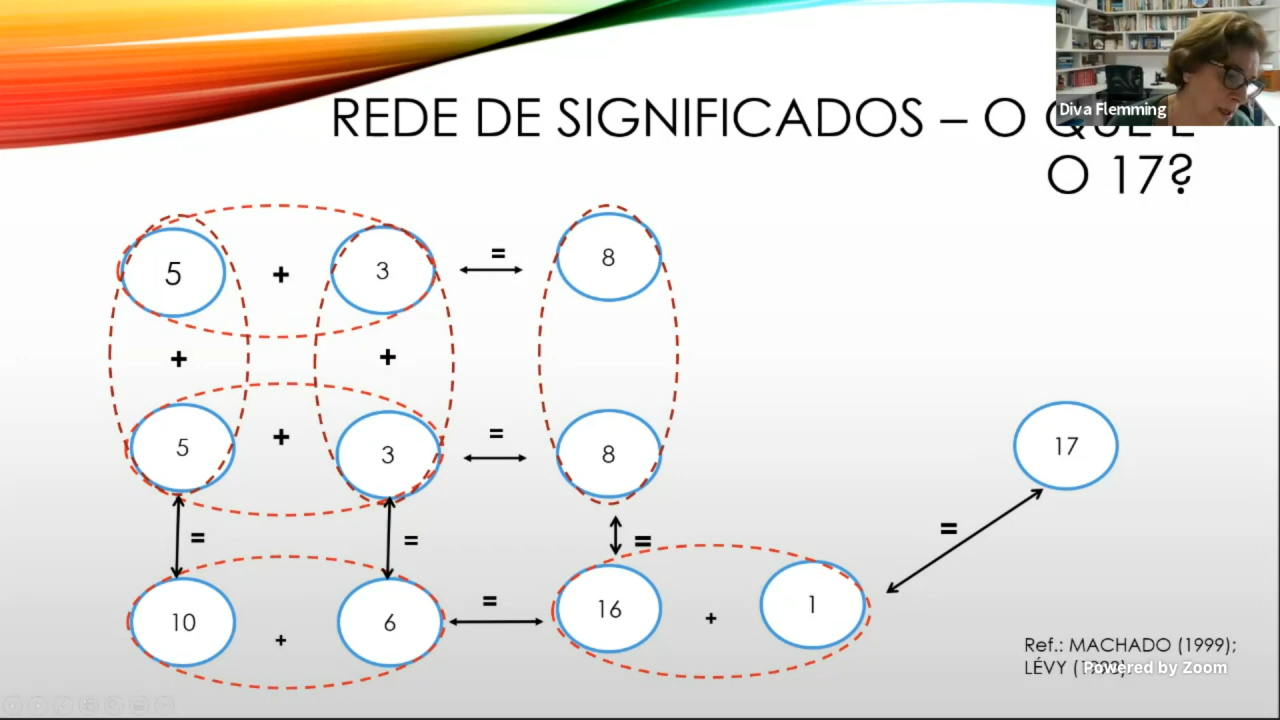 Diva Flemming
REDE DE SIGNIFICADOS – O QUE É
O 17?
5 + 3 = 8
+ +
5 + 3 = 8
= = =
10 + 6 = 16 + 1
= 17
Ref.: MACHADO (1999);
LÉVY (
Powered by Zoom